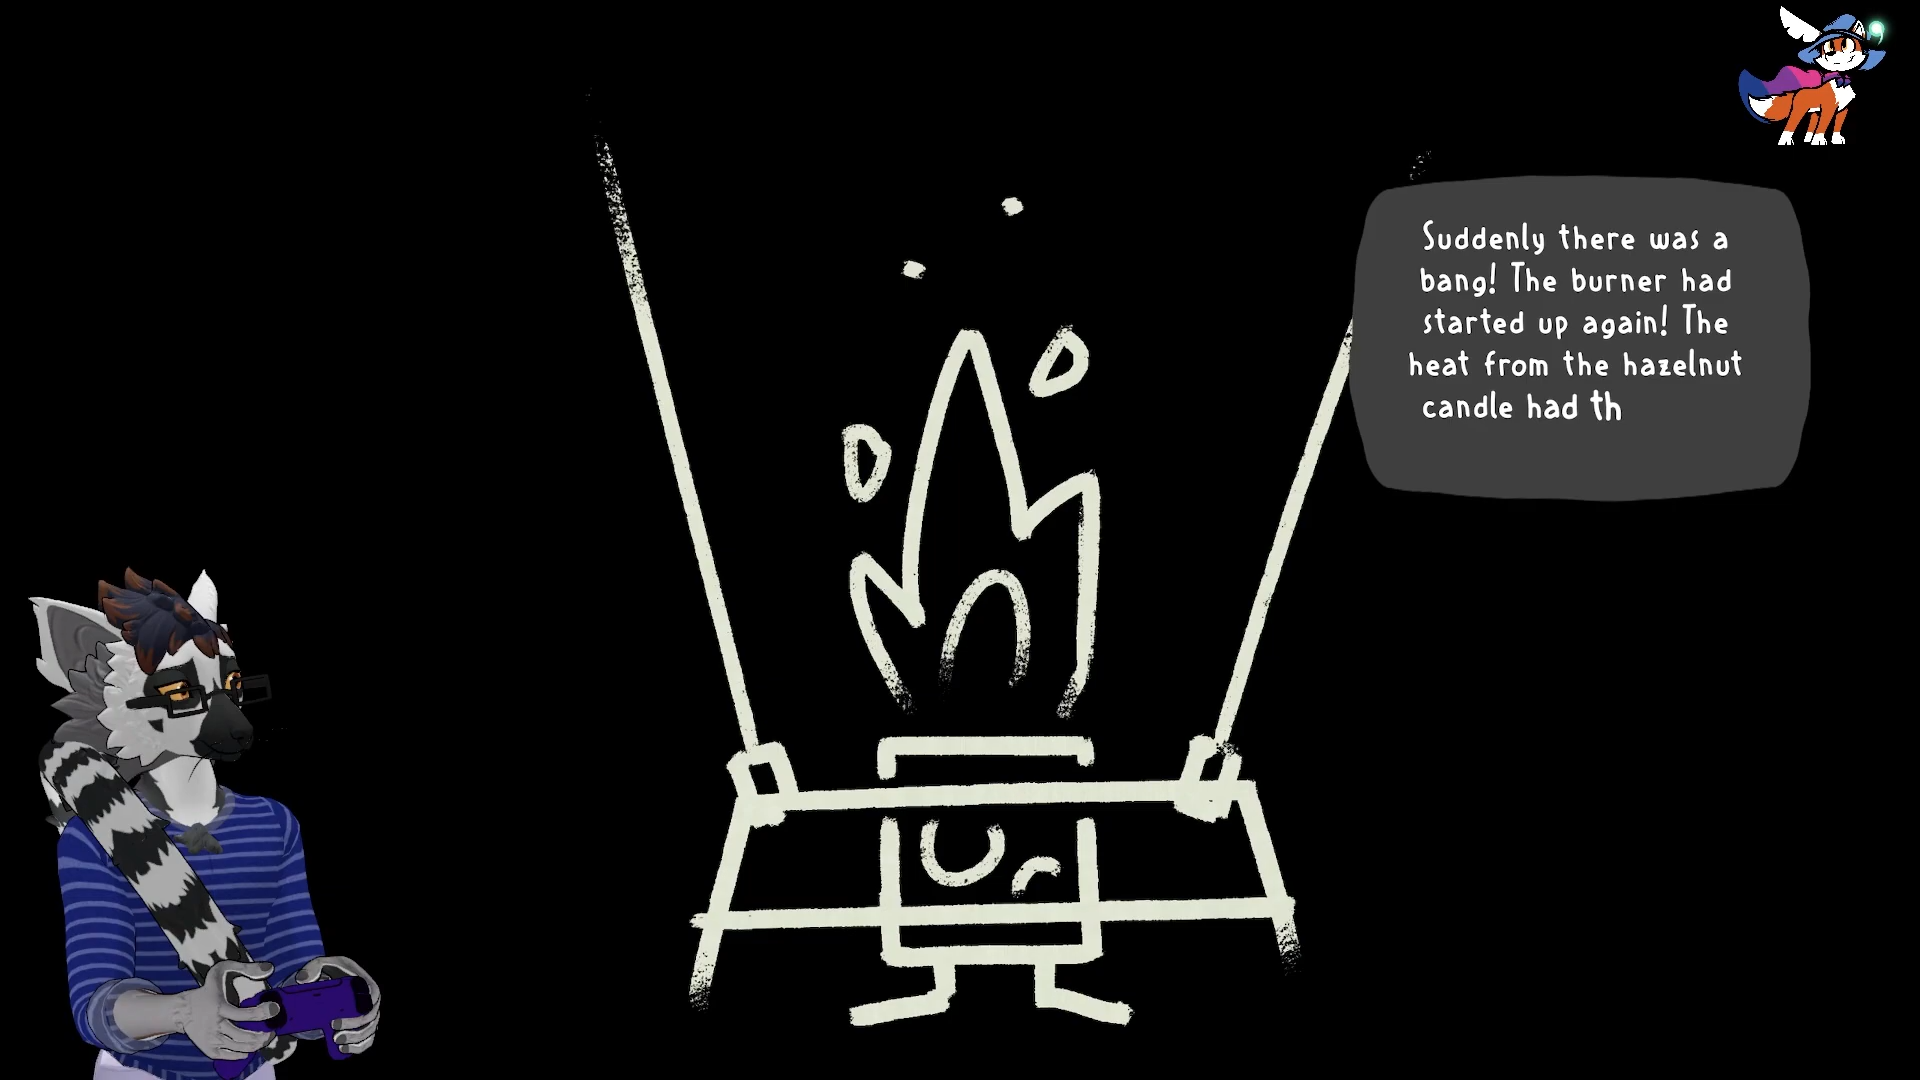 Suddenly there was a
bang! The burner had
started up again! The
heat from the hazelnut
candle had th